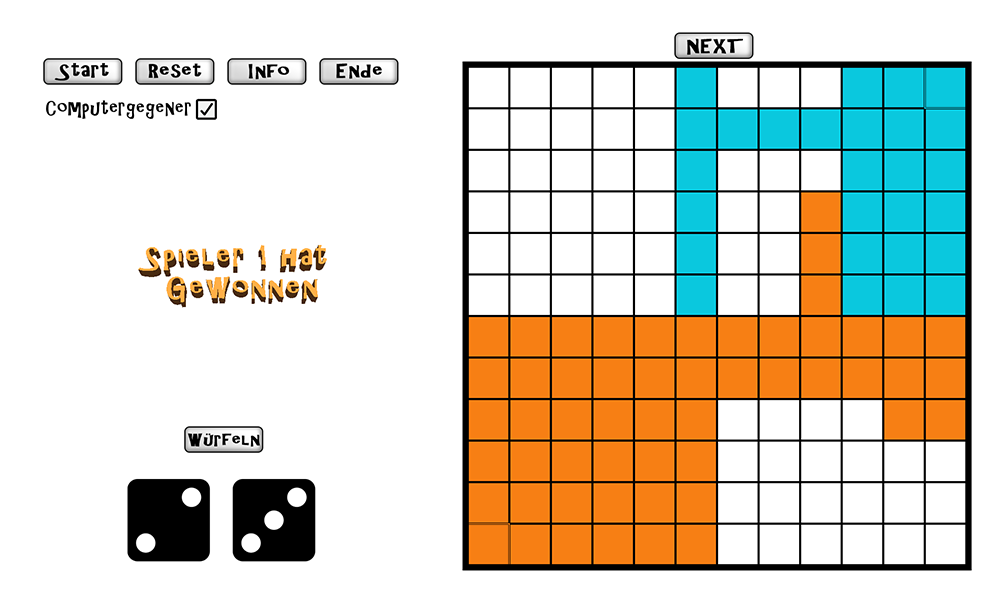 NEXT
Start Reset Info Ende
Computergegener
Spieler 1 hat
Gewonnen
Würfeln